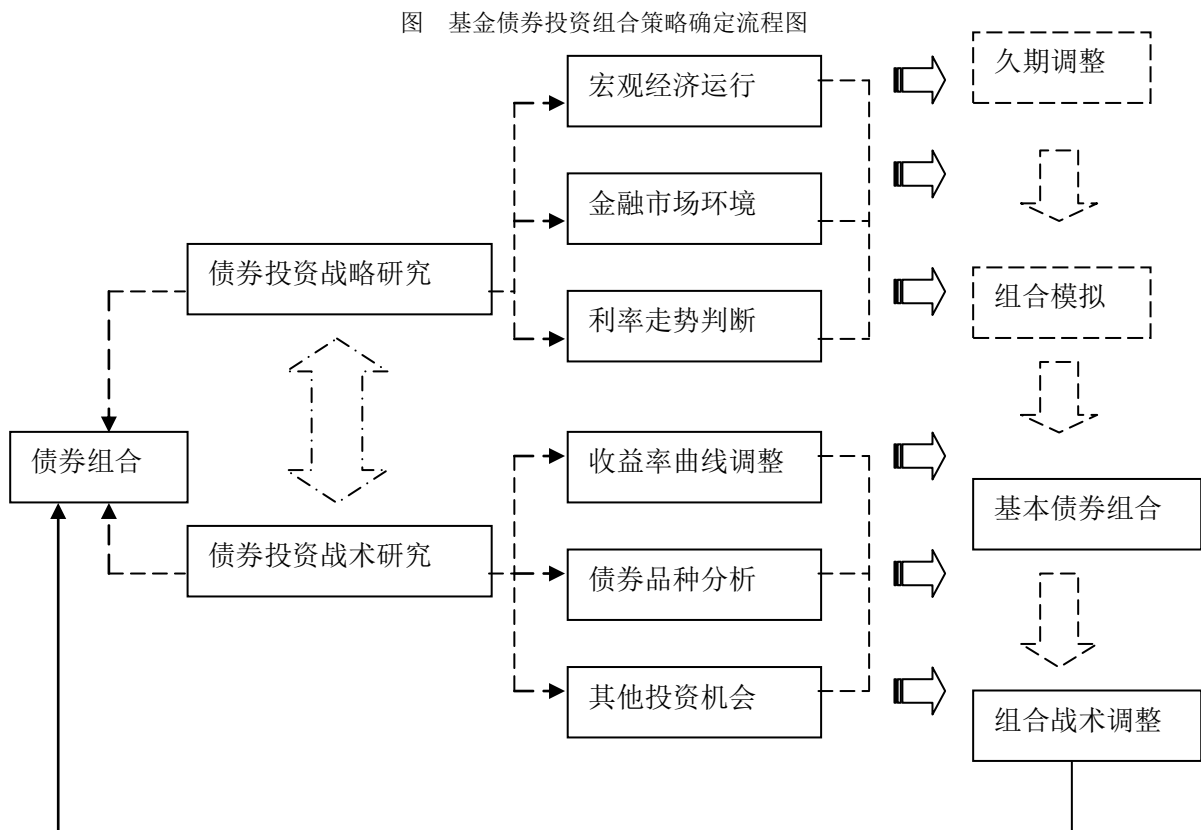 图　基金债券投资组合策略确定流程图
宏观经济运行
久期调整
金融市场环境
债券投资战略研究
利率走势判断
组合模拟
债券组合
收益率曲线调整
基本债券组合
债券投资战术研究
债券品种分析
其他投资机会
组合战术调整